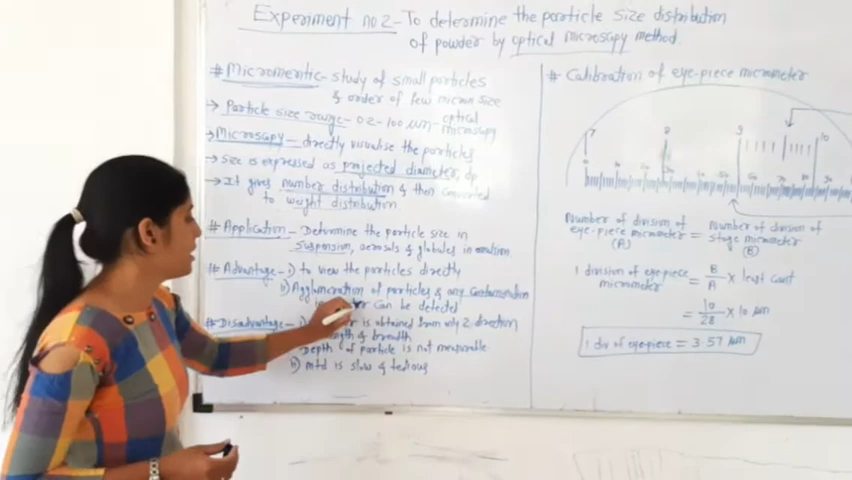 Experiment no 2 - To determine the particle size distribution
of powder by optical microscopy method.
# Micromeritic - study of small particles
& order of few micron size
→ Particle size range - 0.2-100 μm - optical
microscopy
→ Microscopy - directly visualise the particles
→ Size is expressed as projected diameter, dp
→ It gives number distribution & then converted
to weight distribution
# Application - Determine the particle size in
suspension, aerosols & globules in emulsion.
# Advantage - i) to view the particles directly
ii) Agglomeration of particles & any contamination
can be detected
# Disadvantage - is obtained from only 2 direction
& breadth
Depth of particle is not measurable
ii) mtd is slow & tedious
# Calibration of eye-piece micrometer
7 8 9 10
Number of division of
eye-piece micrometer
(A)
= Number of division of
stage micrometer
(B)
1 division of eyepiece
micrometer
= B/A × least count
= 10/28 × 10 μm
1 div of eyepiece = 3.57 μm